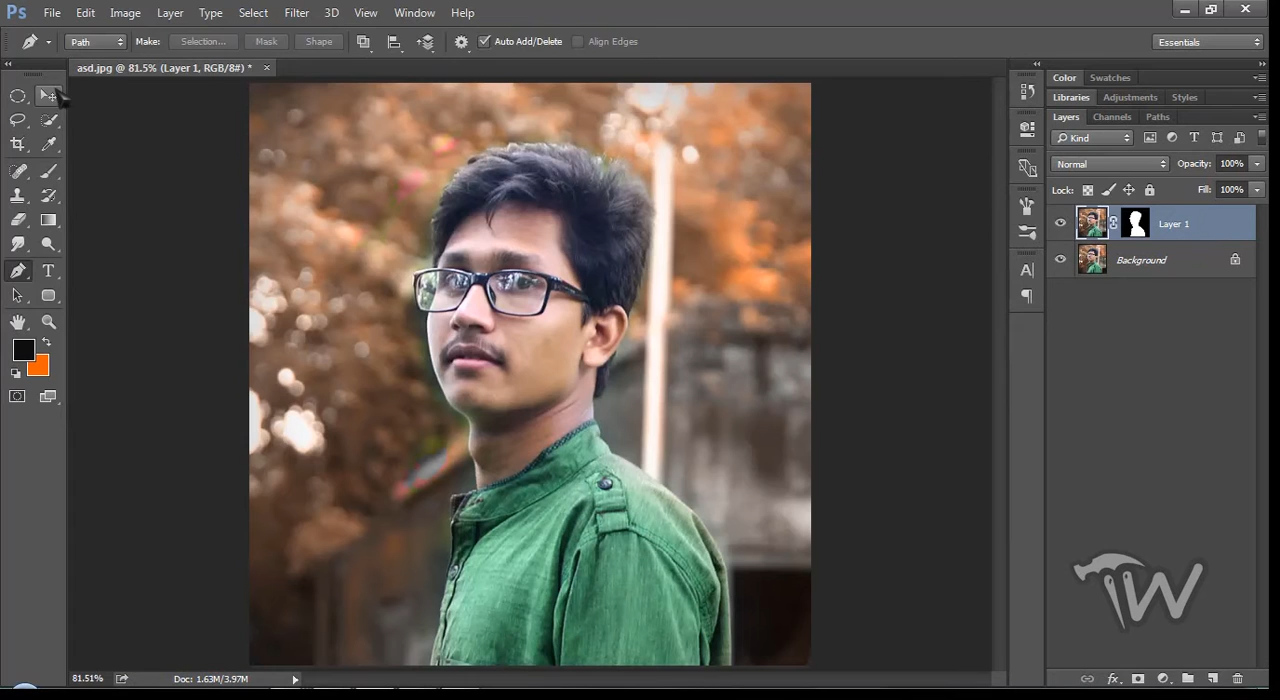 Ps File Edit Image Layer Type Select Filter 3D View Window Help
Path Make: Selection... Mask Shape Auto Add/Delete Align Edges Essentials
asd.jpg @ 81.5% (Layer 1, RGB/8#) * ×
Color Swatches
Libraries Adjustments Styles
Layers Channels Paths
Kind T
Normal Opacity: 100%
Lock: Fill: 100%
Layer 1
Background
T
A
W
81.51% Doc: 1.63M/3.97M
fx